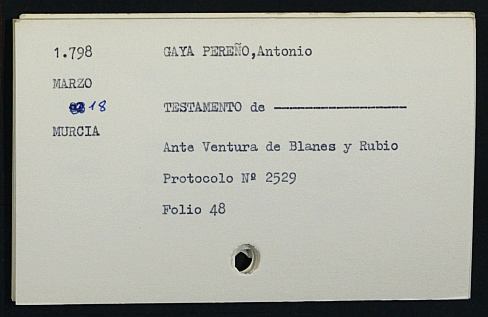 1.798 GAYA PEREÑO,Antonio
MARZO
18 TESTAMENTO de ------------------
MURCIA
Ante Ventura de Blanes y Rubio
Protocolo Nº 2529
Folio 48